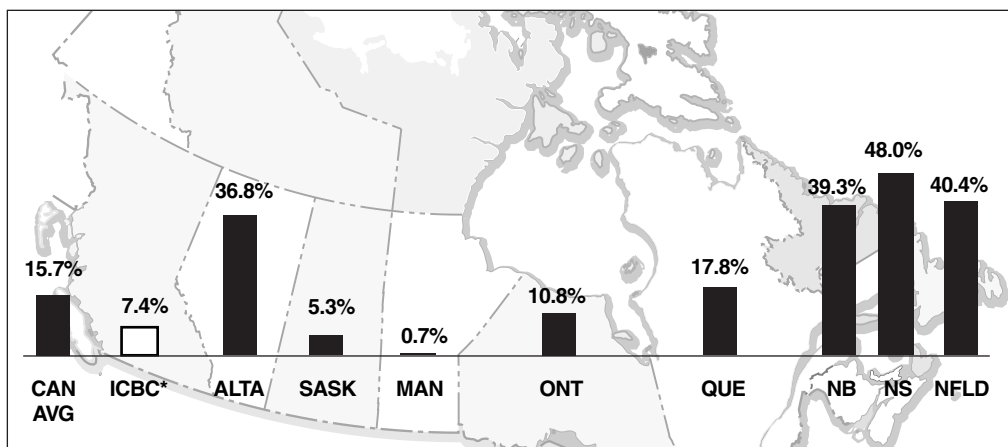 48.0%
39.3% 40.4%
36.8%
15.7% 7.4% 5.3% 0.7% 10.8% 17.8%
CAN ICBC* ALTA SASK MAN ONT QUE NB NS NFLD
AVG